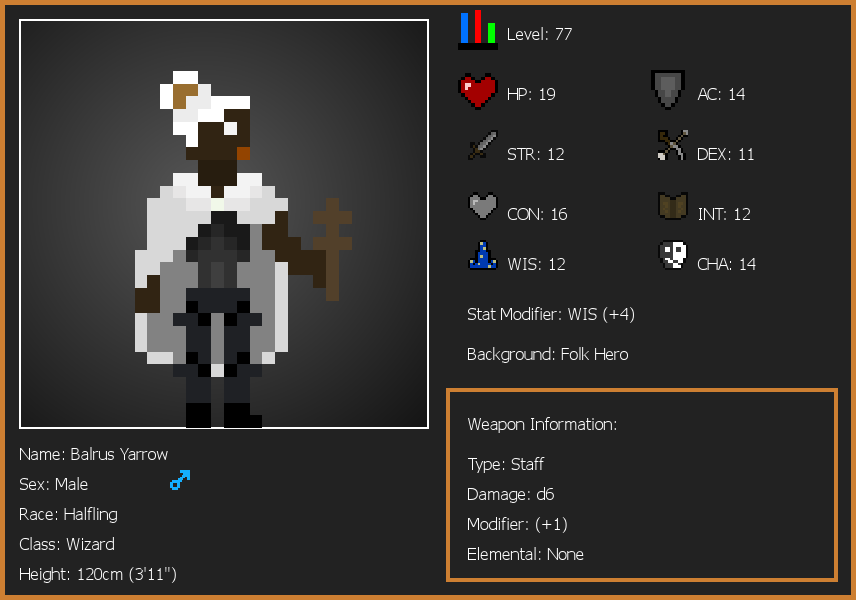 Level: 77
HP: 19
AC: 14
STR: 12
DEX: 11
CON: 16
INT: 12
WIS: 12
CHA: 14
Stat Modifier: WIS (+4)
Background: Folk Hero
Weapon Information:
Type: Staff
Damage: d6
Modifier: (+1)
Elemental: None
Name: Balrus Yarrow
Sex: Male
Race: Halfling
Class: Wizard
Height: 120cm (3'11")